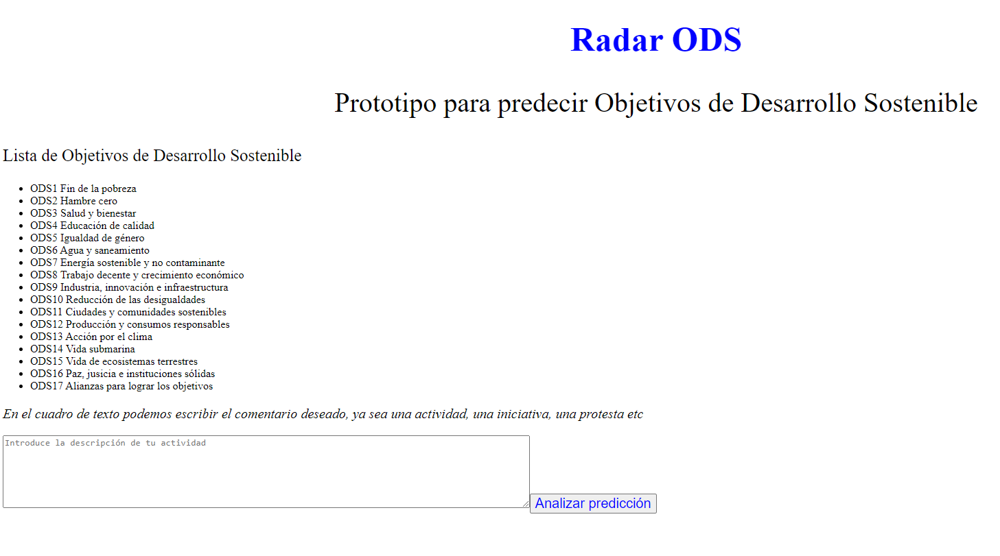 Radar ODS
Prototipo para predecir Objetivos de Desarrollo Sostenible
Lista de Objetivos de Desarrollo Sostenible
ODS1 Fin de la pobreza
ODS2 Hambre cero
ODS3 Salud y bienestar
ODS4 Educación de calidad
ODS5 Igualdad de género
ODS6 Agua y saneamiento
ODS7 Energía sostenible y no contaminante
ODS8 Trabajo decente y crecimiento económico
ODS9 Industria, innovación e infraestructura
ODS10 Reducción de las desigualdades
ODS11 Ciudades y comunidades sostenibles
ODS12 Producción y consumos responsables
ODS13 Acción por el clima
ODS14 Vida submarina
ODS15 Vida de ecosistemas terrestres
ODS16 Paz, jusicia e instituciones sólidas
ODS17 Alianzas para lograr los objetivos
En el cuadro de texto podemos escribir el comentario deseado, ya sea una actividad, una iniciativa, una protesta etc
Introduce la descripción de tu actividad
Analizar predicción